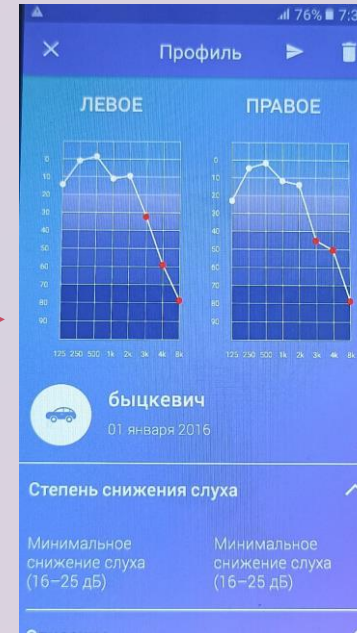 76% 7:3
Профиль
ЛЕВОЕ ПРАВОЕ
0 0
10 10
20 20
30 30
40 40
50 50
60 60
70 70
80 80
90 90
125 250 500 1k 2k 3k 4k 8k 125 250 500 1k 2k 3k 4k 8k
быцкевич
01 января 2016
Степень снижения слуха
Минимальное Минимальное
снижение слуха снижение слуха
(16–25 дБ) (16–25 дБ)